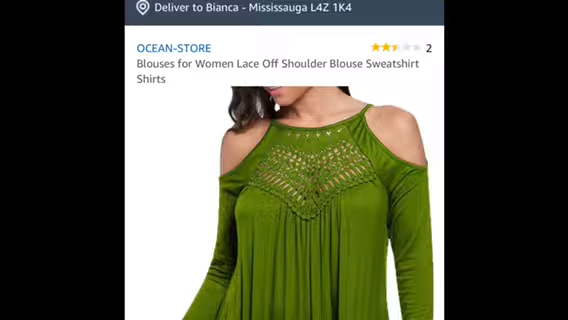 Deliver to Bianca - Mississauga L4Z 1K4
OCEAN-STORE 2
Blouses for Women Lace Off Shoulder Blouse Sweatshirt
Shirts